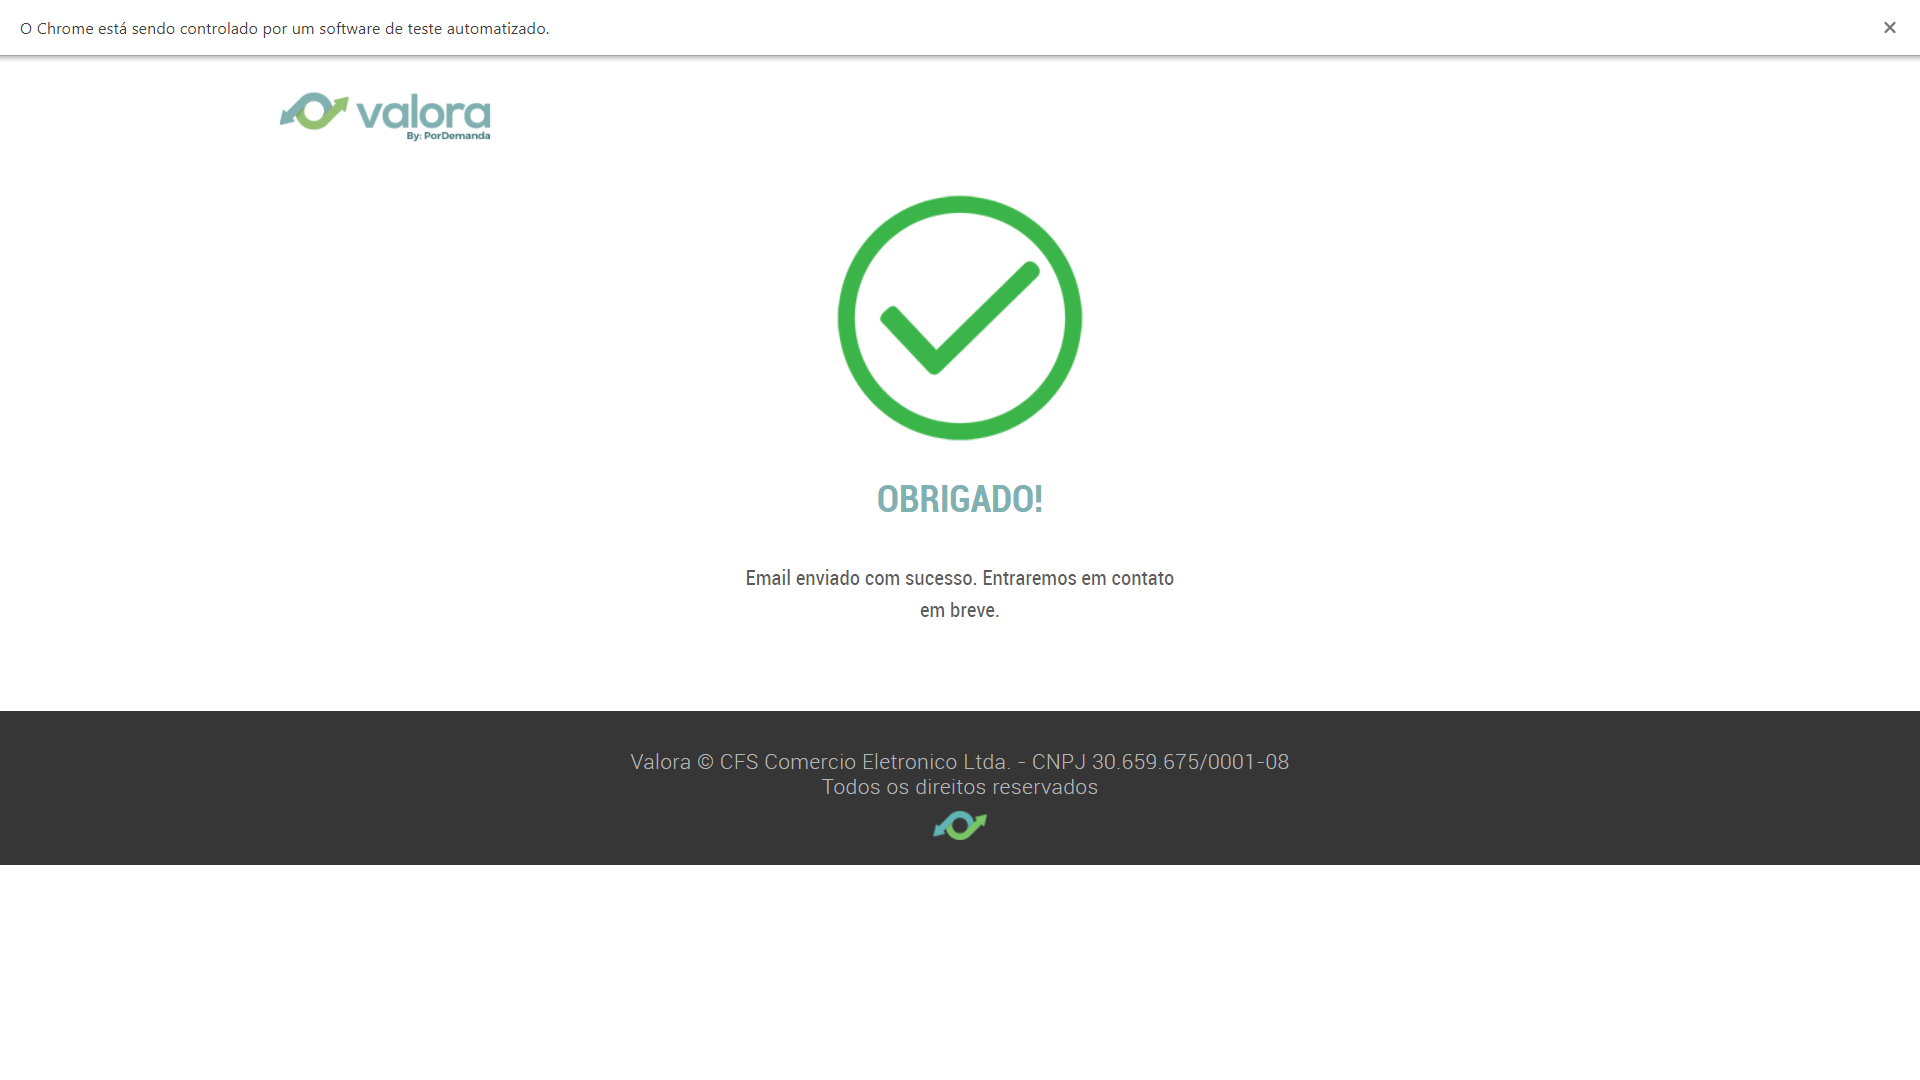 O Chrome está sendo controlado por um software de teste automatizado.
valora
By: PorDemanda
OBRIGADO!
Email enviado com sucesso. Entraremos em contato
em breve.
Valora © CFS Comercio Eletronico Ltda. - CNPJ 30.659.675/0001-08
Todos os direitos reservados